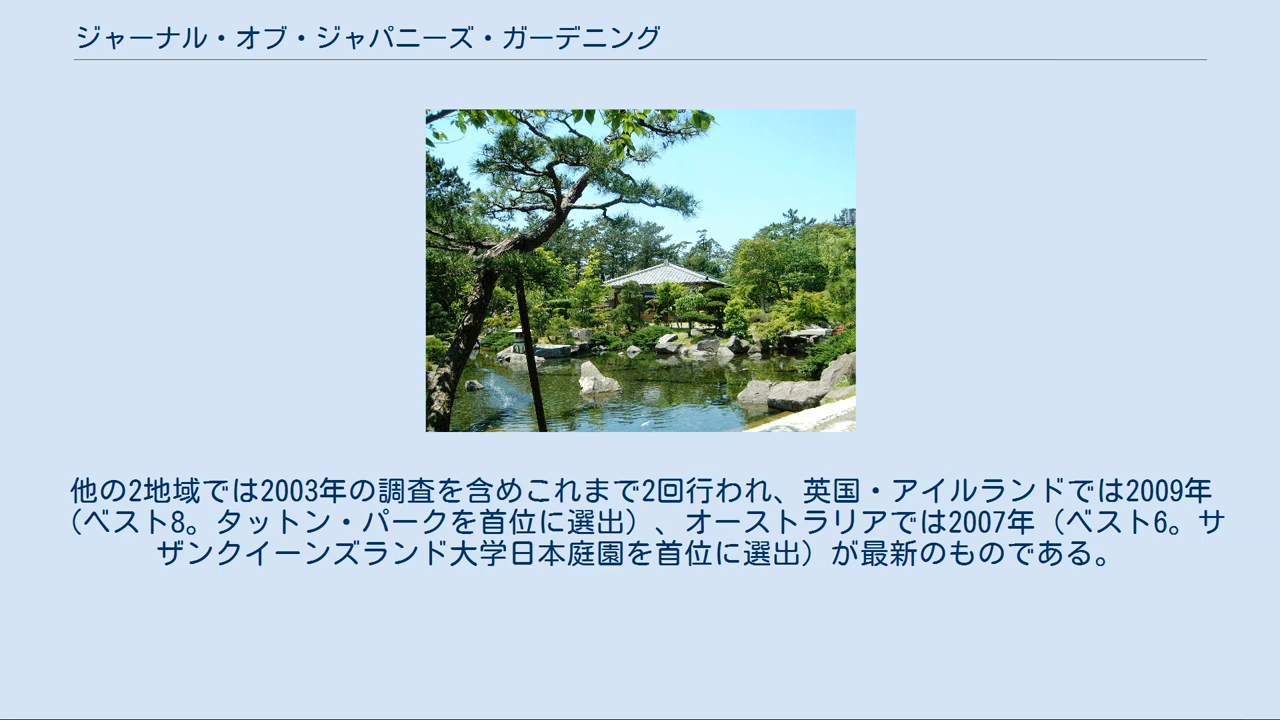 ジャーナル・オブ・ジャパニーズ・ガーデニング
他の2地域では2003年の調査を含めこれまで2回行われ、英国・アイルランドでは2009年
(ベスト8。タットン・パークを首位に選出）、オーストラリアでは2007年（ベスト6。サ
ザンクイーンズランド大学日本庭園を首位に選出）が最新のものである。